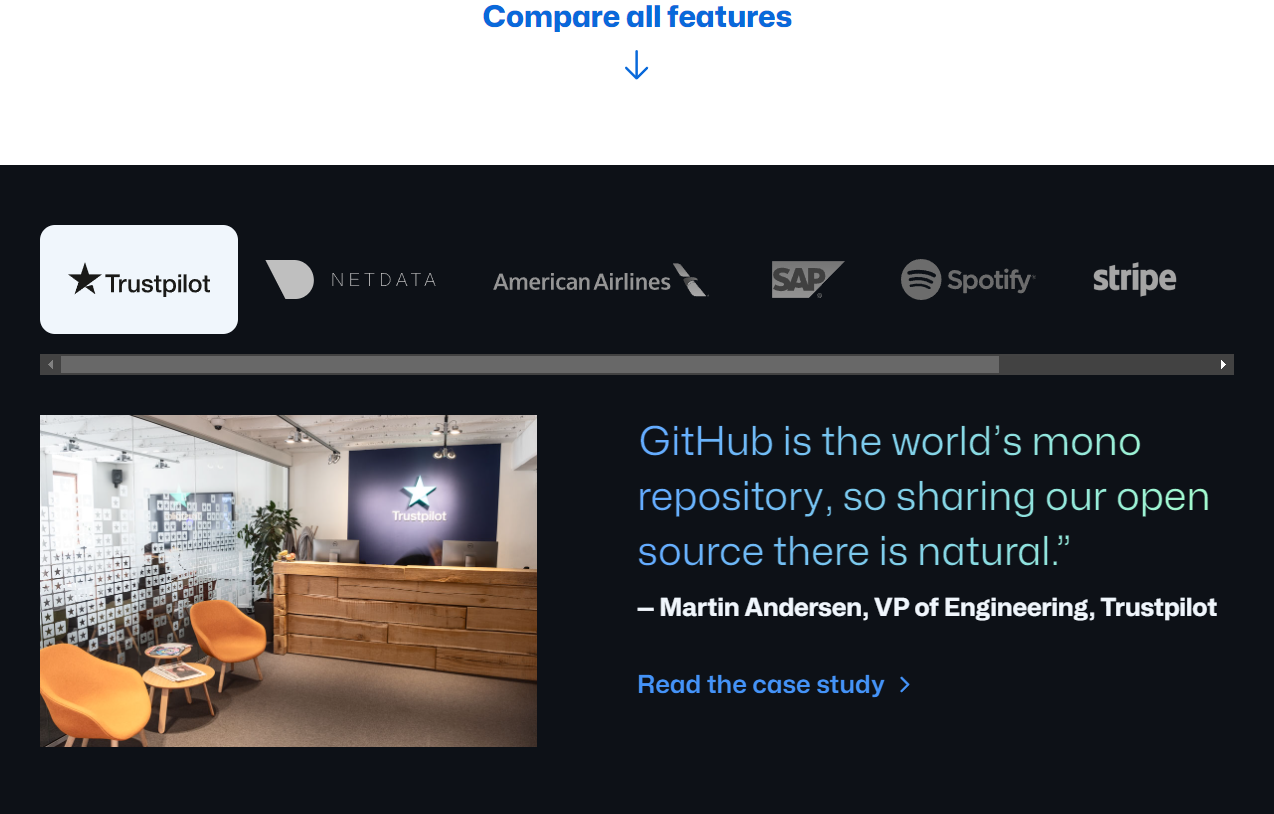 Compare all features
Trustpilot
NETDATA
American Airlines
SAP
Spotify
stripe
Trustpilot
GitHub is the world’s mono
repository, so sharing our open
source there is natural.”
– Martin Andersen, VP of Engineering, Trustpilot
Read the case study